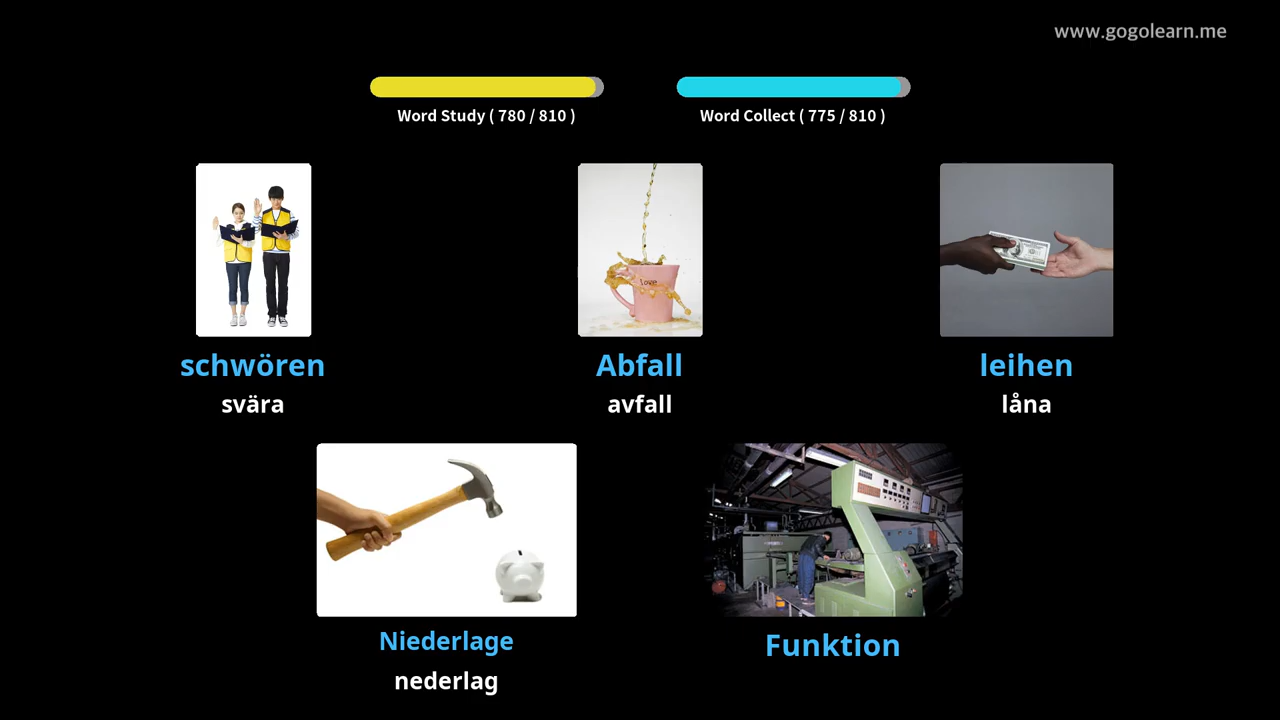 www.gogolearn.me
Word Study ( 780 / 810 )
Word Collect ( 775 / 810 )
love
schwören
svära
Abfall
avfall
leihen
låna
Niederlage
nederlag
Funktion